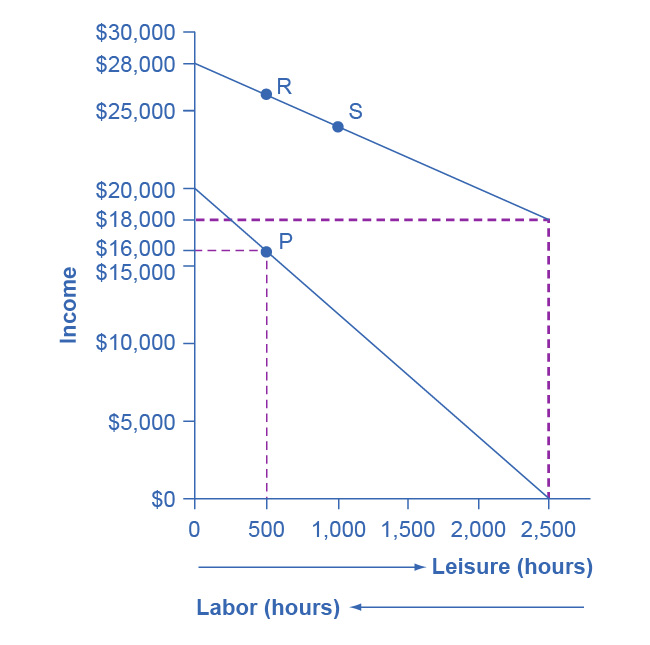 $30,000
$28,000
R
S
$25,000
$20,000
$18,000
P
$16,000
$15,000
Income
$10,000
$5,000
$0
0 500 1,000 1,500 2,000 2,500
Leisure (hours)
Labor (hours)